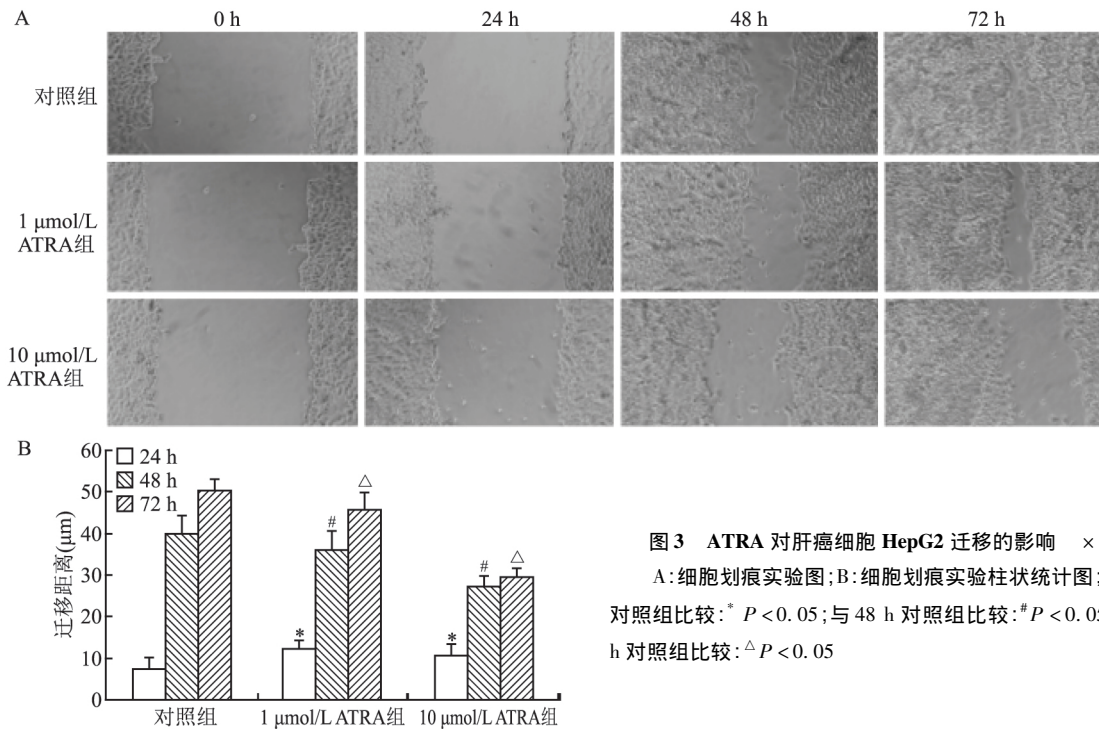 A
0 h 24 h 48 h 72 h
对照组
1 μmol/L
ATRA组
10 μmol/L
ATRA组
B
60
50
40
30
20
10
0
迁移距离(μm)
24 h
48 h
72 h
*
#
△
*
#
△
对照组 1 μmol/L ATRA组 10 μmol/L ATRA组
图 3 ATRA 对肝癌细胞 HepG2 迁移的影响 ×
A:细胞划痕实验图;B:细胞划痕实验柱状统计图;
对照组比较:* P<0.05;与 48 h 对照组比较:#P<0.05
h 对照组比较:△P<0.05